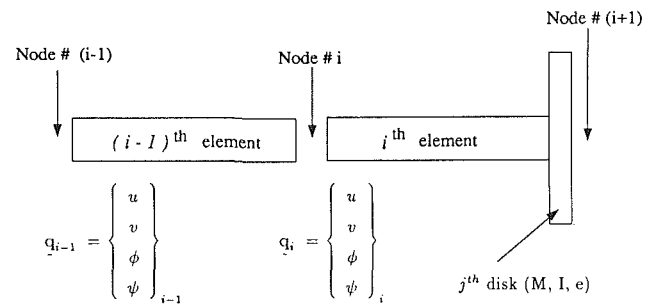 Node # (i+1)
Node # (i-1)
Node # i
(i-1)th element
ith element
q_{i-1} = { u v φ ψ }_{i-1}
q_i = { u v φ ψ }_i
jth disk (M, I, e)